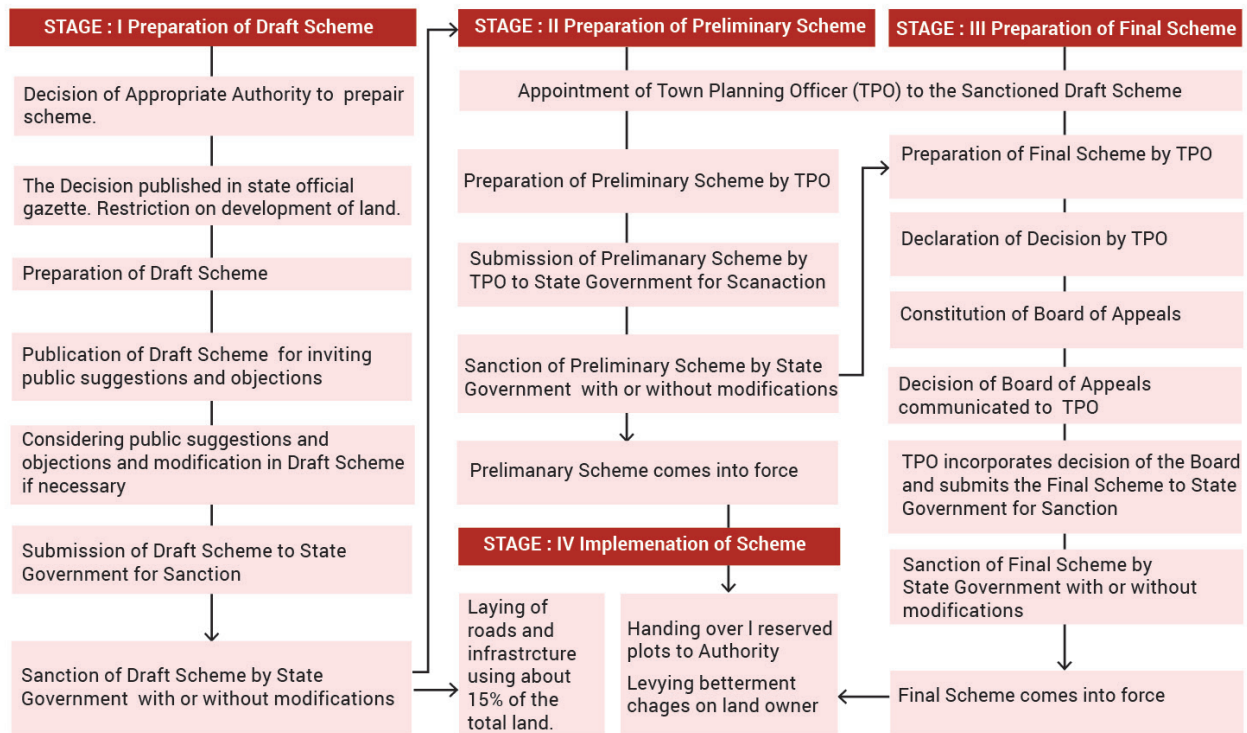 STAGE : I Preparation of Draft Scheme
Decision of Appropriate Authority to prepair
scheme.
The Decision published in state official
gazette. Restriction on development of land.
Preparation of Draft Scheme
Publication of Draft Scheme for inviting
public suggestions and objections
Considering public suggestions and
objections and modification in Draft Scheme
if necessary
Submission of Draft Scheme to State
Government for Sanction
Sanction of Draft Scheme by State
Government with or without modifications
STAGE : II Preparation of Preliminary Scheme
Appointment of Town Planning Officer (TPO) to the Sanctioned Draft Scheme
Preparation of Preliminary Scheme by TPO
Submission of Prelimanary Scheme by
TPO to State Government for Scanaction
Sanction of Preliminary Scheme by State
Government with or without modifications
Prelimanary Scheme comes into force
STAGE : III Preparation of Final Scheme
Preparation of Final Scheme by TPO
Declaration of Decision by TPO
Constitution of Board of Appeals
Decision of Board of Appeals
communicated to TPO
TPO incorporates decision of the Board
and submits the Final Scheme to State
Government for Sanction
Sanction of Final Scheme by
State Government with or without
modifications
Final Scheme comes into force
STAGE : IV Implemenation of Scheme
Laying of
roads and
infrastrcture
using about
15% of the
total land.
Handing over l reserved
plots to Authority
Levying betterment
chages on land owner